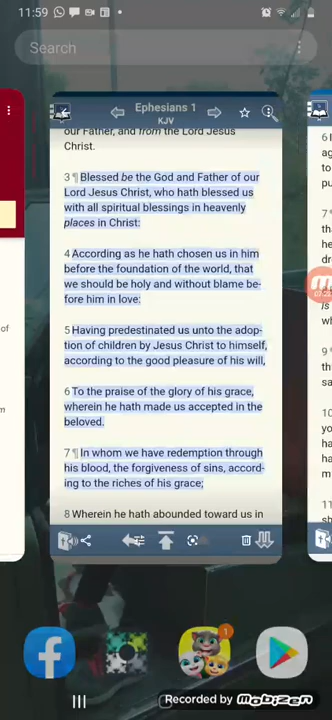 11:59
Search
Ephesians 1
KJV
our Father, and from the Lord Jesus
Christ.
3 ¶ Blessed be the God and Father of our
Lord Jesus Christ, who hath blessed us
with all spiritual blessings in heavenly
places in Christ:
4 According as he hath chosen us in him
before the foundation of the world, that
we should be holy and without blame be-
fore him in love:
5 Having predestinated us unto the adop-
tion of children by Jesus Christ to himself,
according to the good pleasure of his will,
6 To the praise of the glory of his grace,
wherein he hath made us accepted in the
beloved.
7 ¶ In whom we have redemption through
his blood, the forgiveness of sins, accord-
ing to the riches of his grace;
8 Wherein he hath abounded toward us in
of
6
7
9
10
11
1
Recorded by MOBIZEN